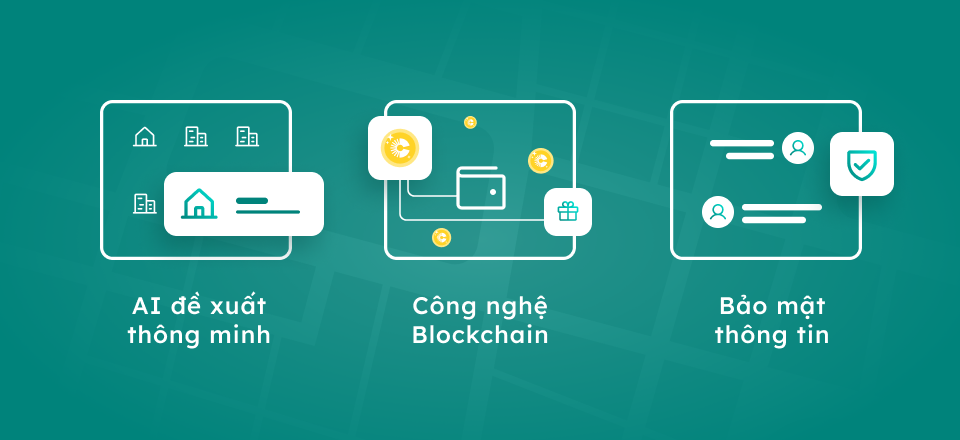 AI đề xuất
thông minh
Công nghệ
Blockchain
Bảo mật
thông tin